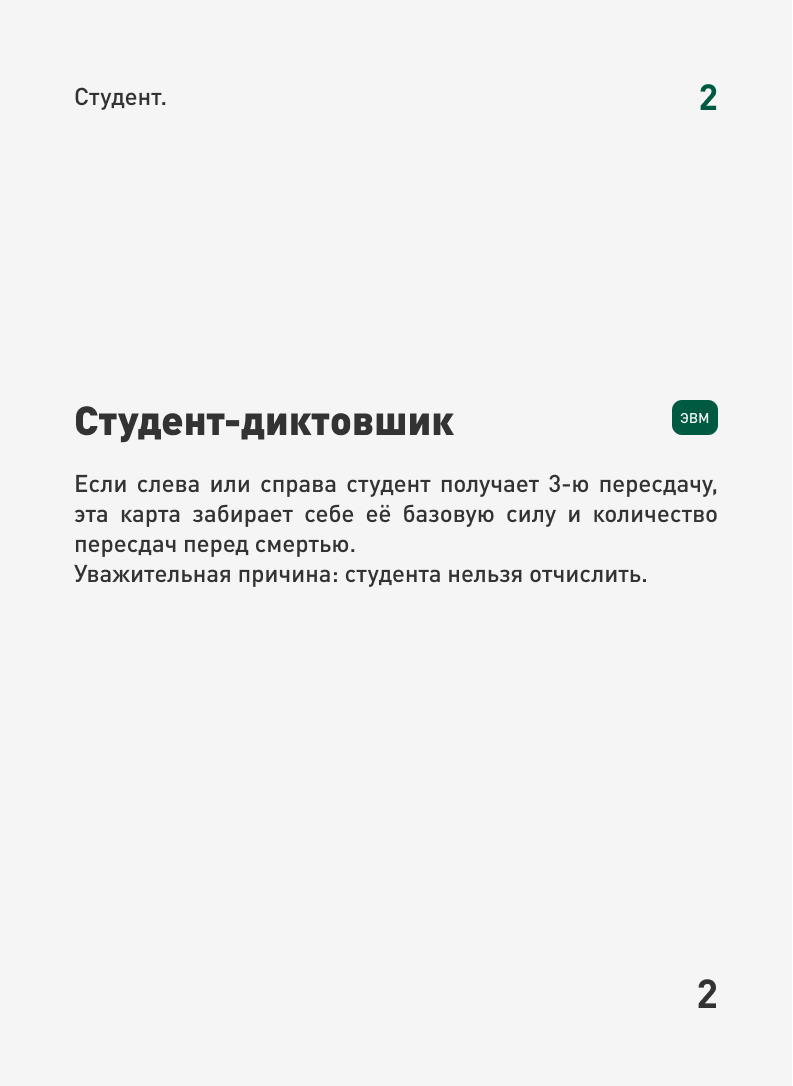 Студент.
2
Студент-диктовшик
ЭВМ
Если слева или справа студент получает 3-ю пересдачу,
эта карта забирает себе её базовую силу и количество
пересдач перед смертью.
Уважительная причина: студента нельзя отчислить.
2